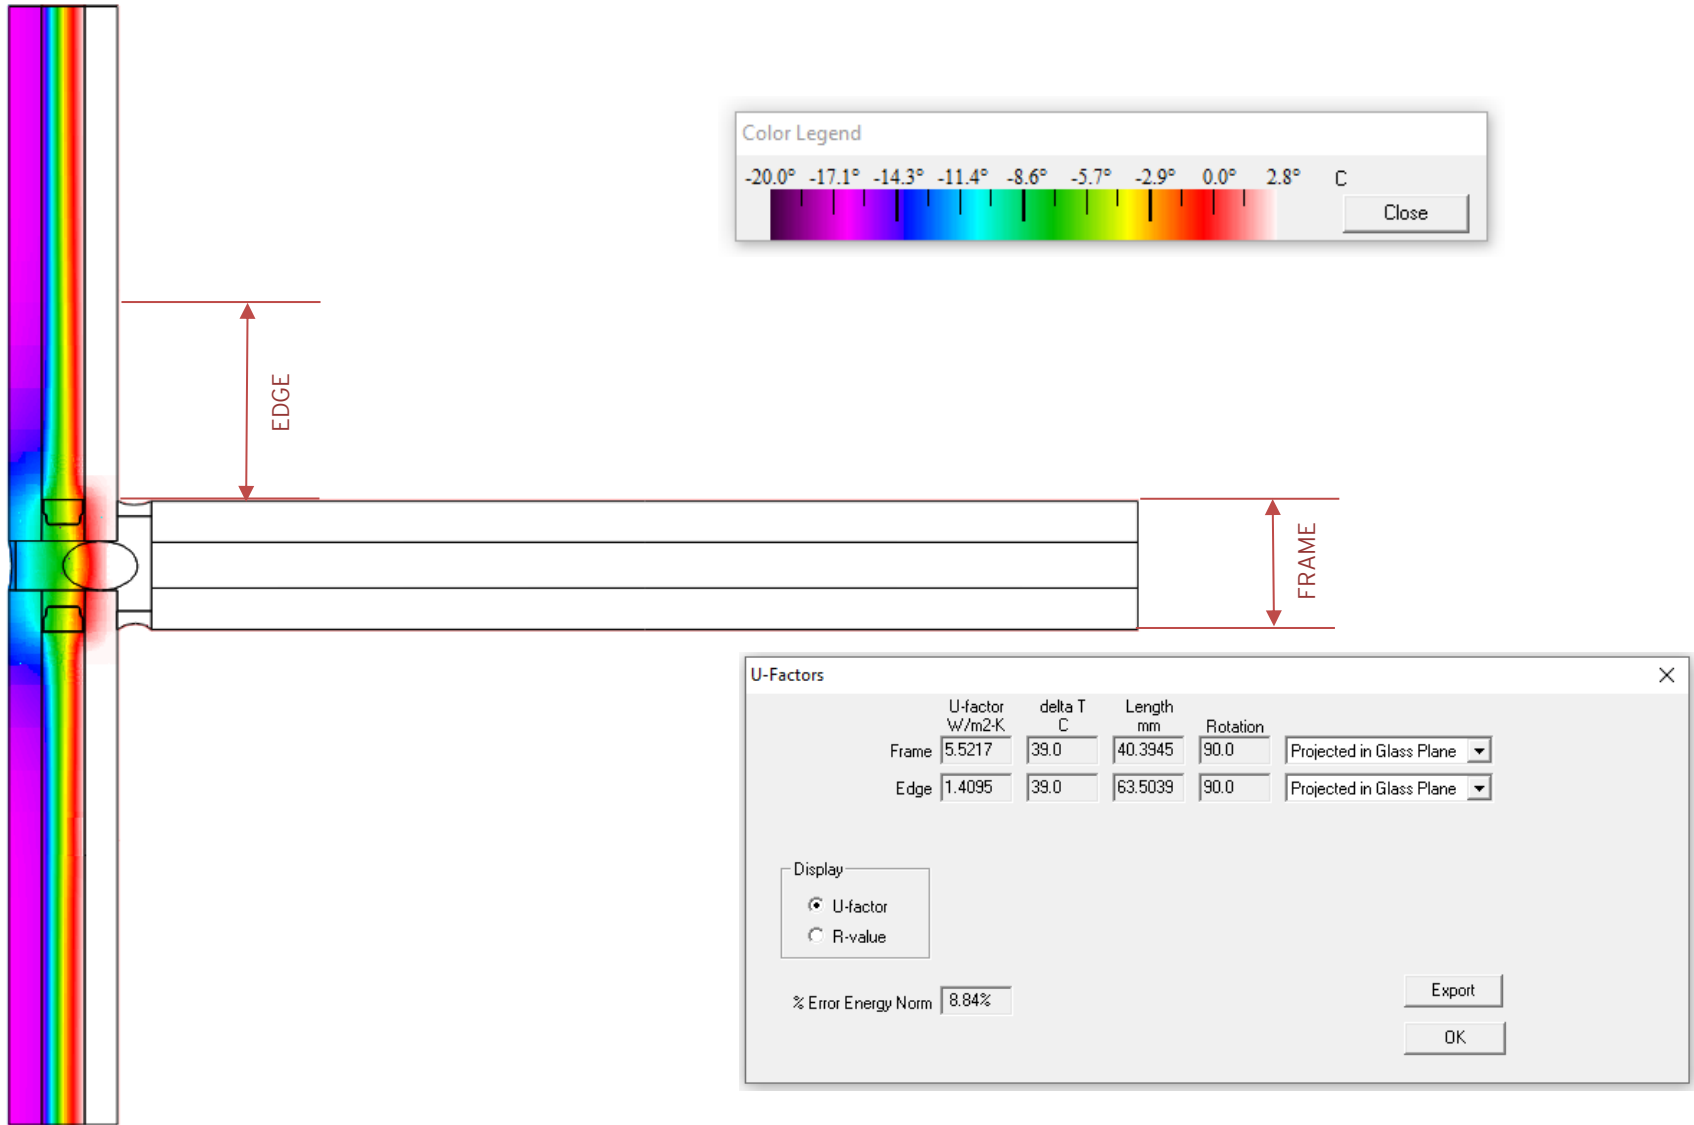 Color Legend
-20.0° -17.1° -14.3° -11.4° -8.6° -5.7° -2.9° 0.0° 2.8° C
Close
EDGE
FRAME
U-Factors
U-factor delta T Length
W/m2-K C mm Rotation
Frame 5.5217 39.0 40.3945 90.0 Projected in Glass Plane
Edge 1.4095 39.0 63.5039 90.0 Projected in Glass Plane
Display
U-factor
R-value
% Error Energy Norm 8.84%
Export
OK